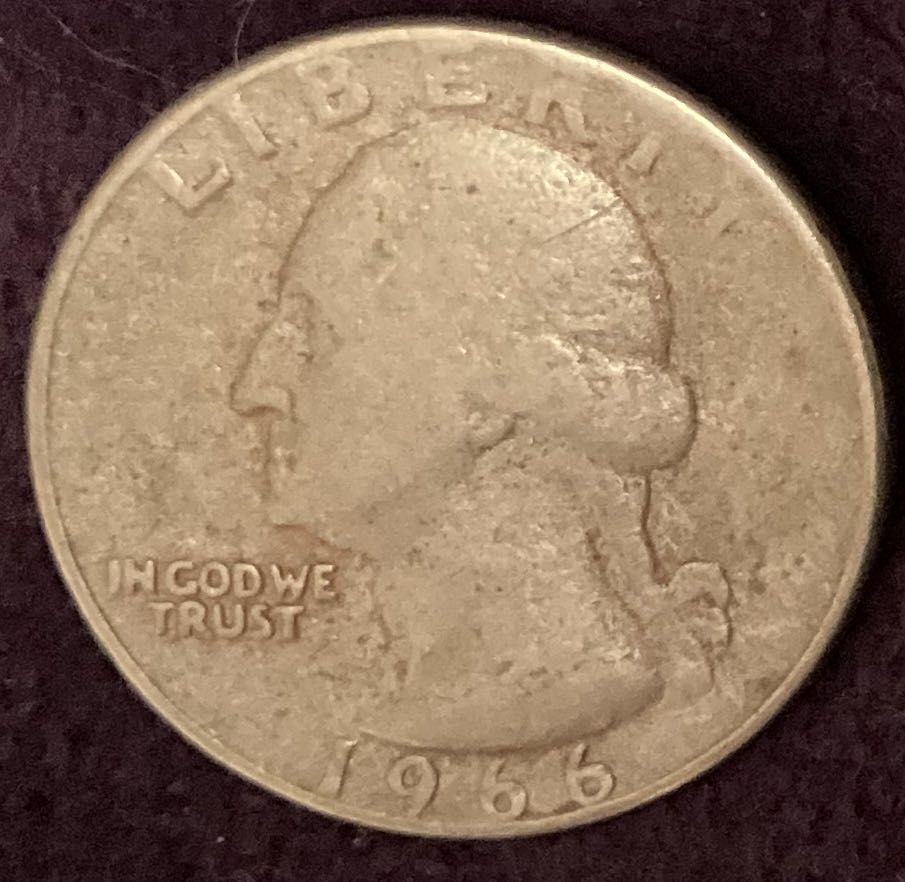 LIBERTY
IN GOD WE
TRUST
1966